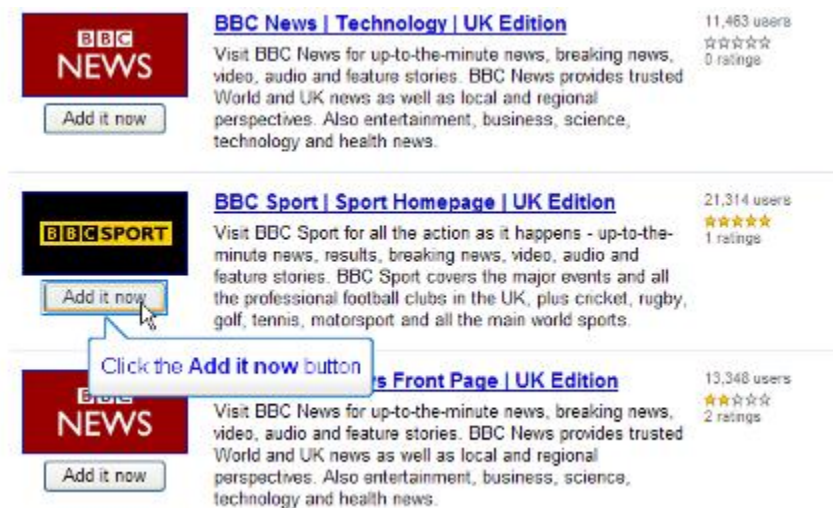 BBC News | Technology | UK Edition
11,463 users
0 ratings
BBC
NEWS
Visit BBC News for up-to-the-minute news, breaking news,
video, audio and feature stories. BBC News provides trusted
World and UK news as well as local and regional
perspectives. Also entertainment, business, science,
technology and health news.
Add it now
BBC Sport | Sport Homepage | UK Edition
21,314 users
1 ratings
BBC SPORT
Visit BBC Sport for all the action as it happens - up-to-the-
minute news, results, breaking news, video, audio and
feature stories. BBC Sport covers the major events and all
the professional football clubs in the UK, plus cricket, rugby,
golf, tennis, motorsport and all the main world sports.
Add it now
Click the Add it now button
s Front Page | UK Edition
13,348 users
2 ratings
BBC
NEWS
Visit BBC News for up-to-the-minute news, breaking news,
video, audio and feature stories. BBC News provides trusted
World and UK news as well as local and regional
perspectives. Also entertainment, business, science,
technology and health news.
Add it now